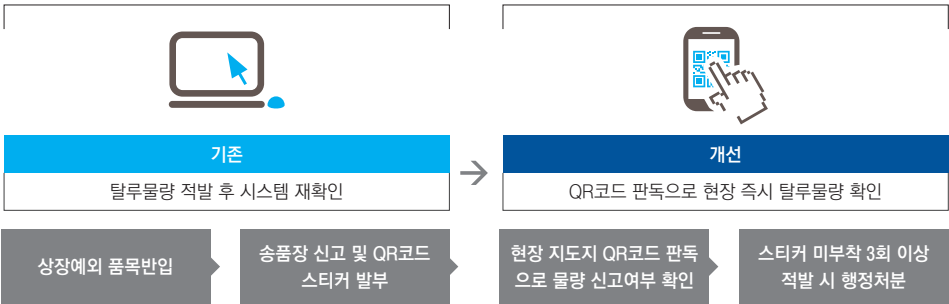 기존
탈루물량 적발 후 시스템 재확인
개선
QR코드 판독으로 현장 즉시 탈루물량 확인
상장예외 품목반입
송품장 신고 및 QR코드
스티커 발부
현장 지도지 QR코드 판독
으로 물량 신고여부 확인
스티커 미부착 3회 이상
적발 시 행정처분